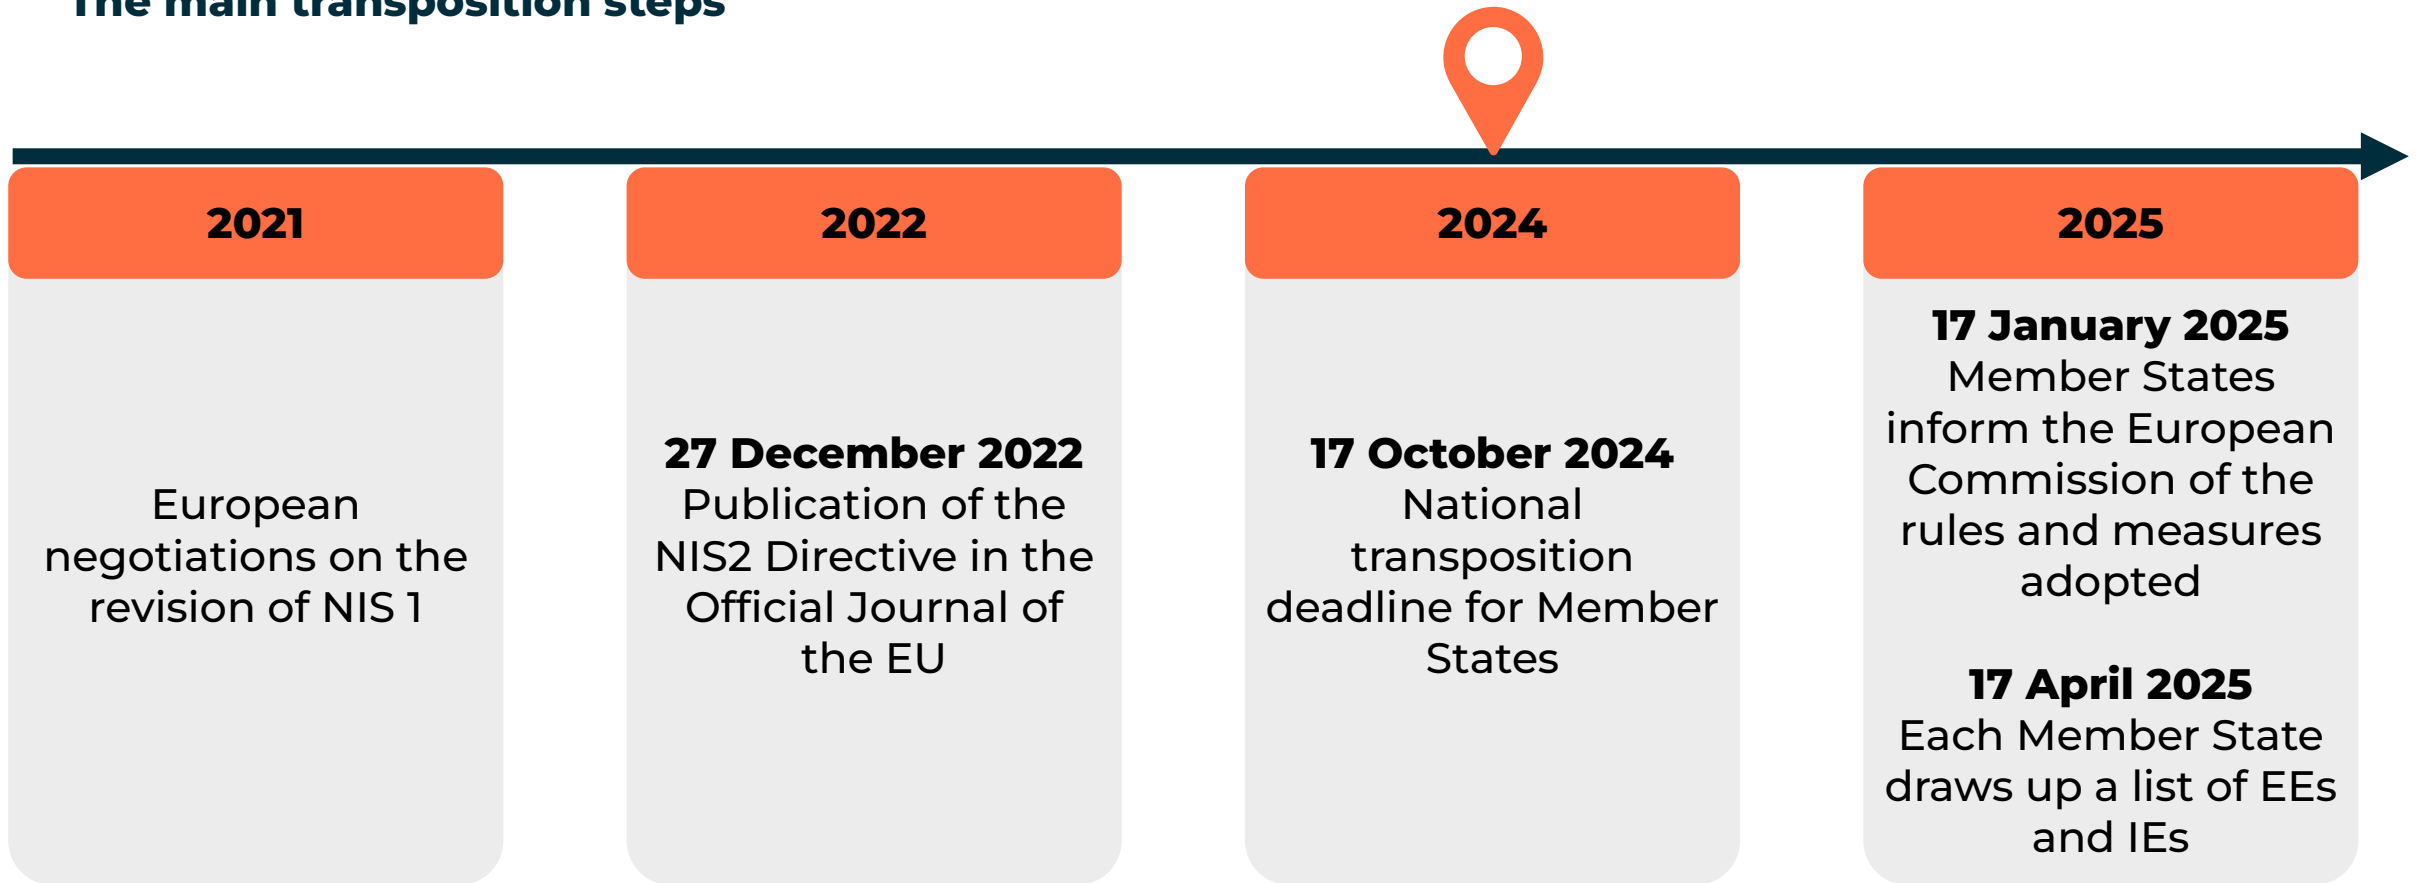 The main transposition steps
2021
European
negotiations on the
revision of NIS 1
2022
27 December 2022
Publication of the
NIS2 Directive in the
Official Journal of
the EU
2024
17 October 2024
National
transposition
deadline for Member
States
2025
17 January 2025
Member States
inform the European
Commission of the
rules and measures
adopted
17 April 2025
Each Member State
draws up a list of EEs
and IEs